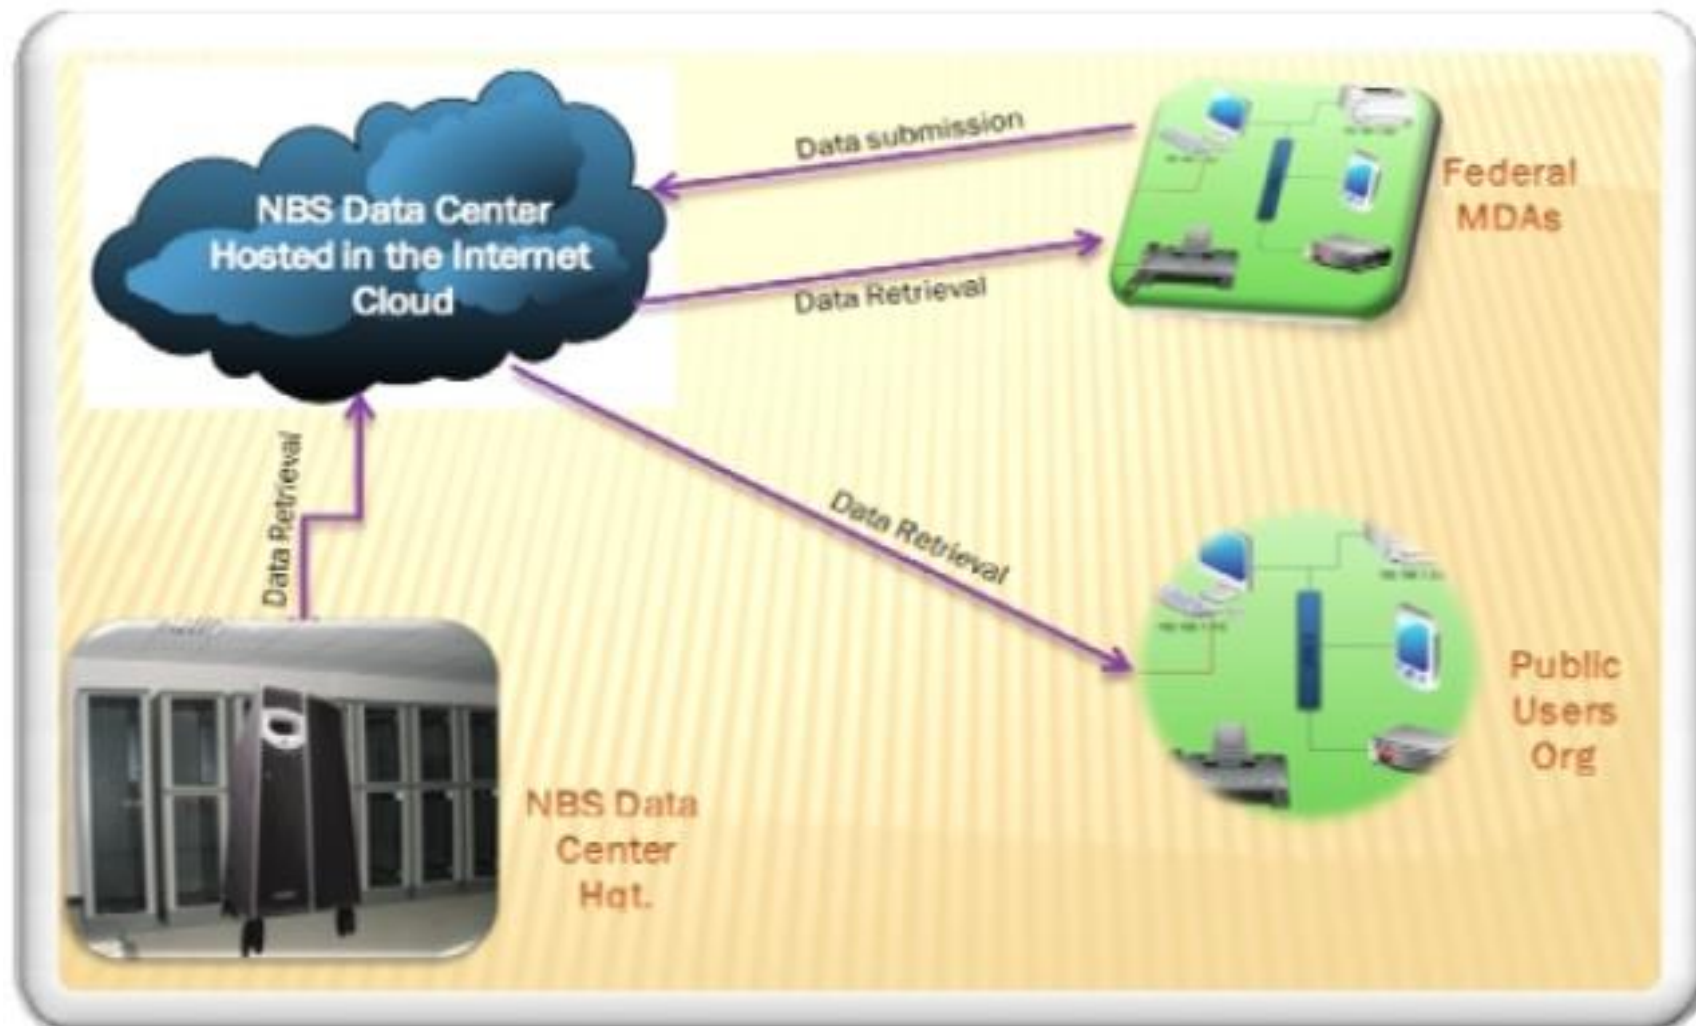 NBS Data Center
Hosted in the Internet
Cloud
Data submission
Data Retrieval
Federal
MDAs
Data Retrieval
Data Retrieval
NBS Data
Center
Hqt.
Public
Users
Org